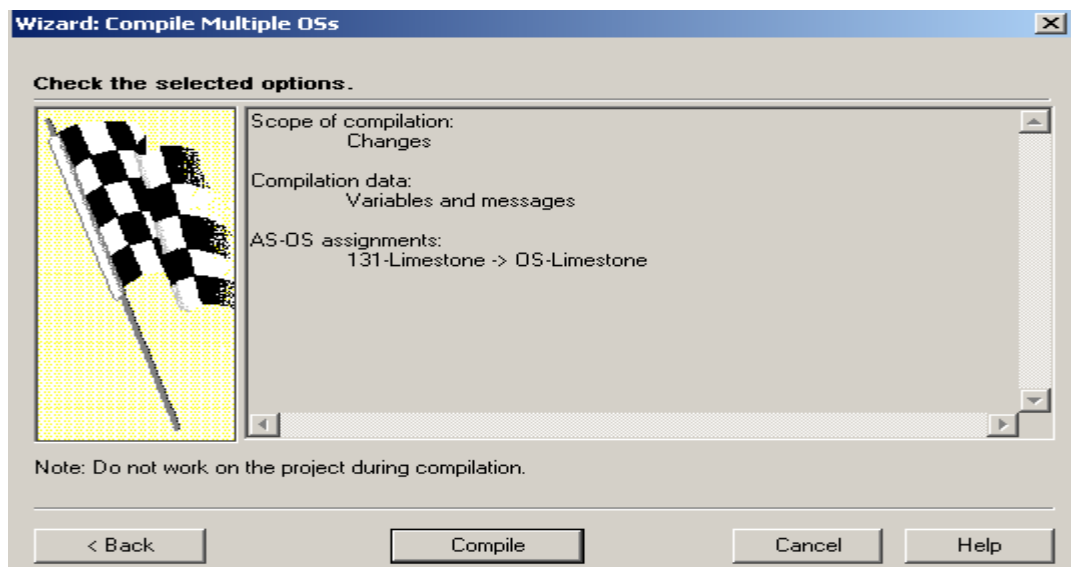 Wizard: Compile Multiple OSs
Check the selected options.
Scope of compilation:
Changes
Compilation data:
Variables and messages
AS-OS assignments:
131-Limestone -> OS-Limestone
Note: Do not work on the project during compilation.
< Back
Compile
Cancel
Help